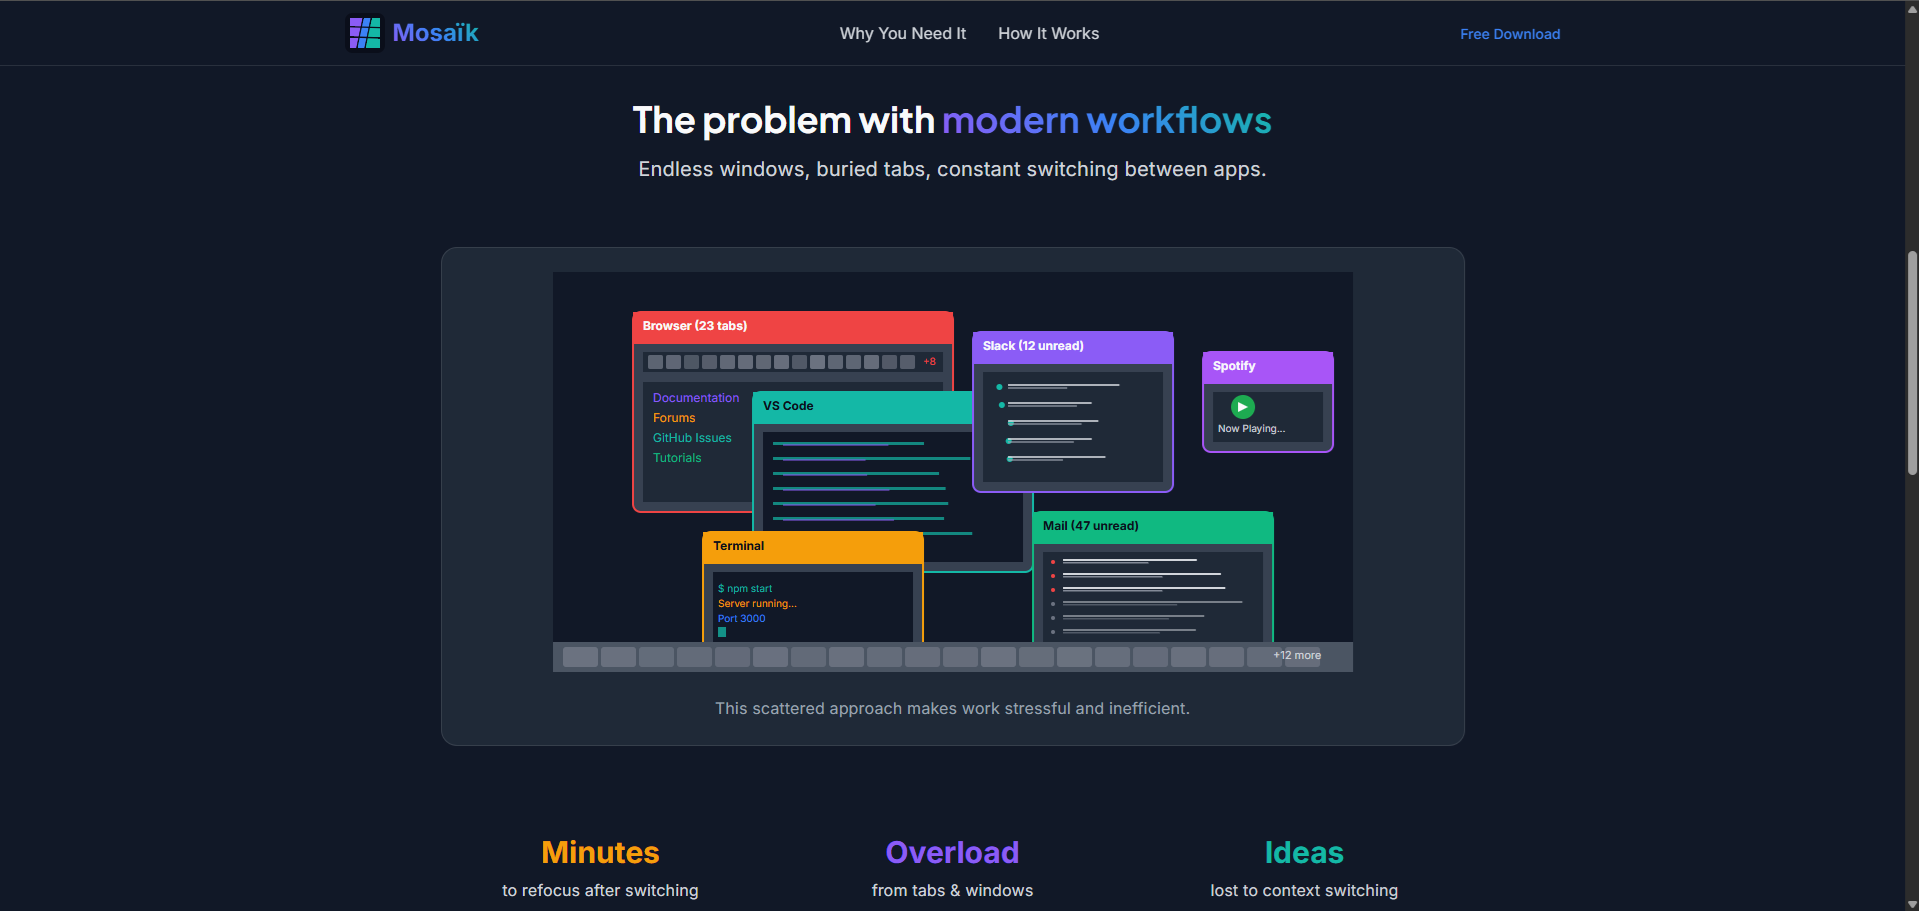 Mosaïk
Why You Need It
How It Works
Free Download
The problem with modern workflows
Endless windows, buried tabs, constant switching between apps.
Browser (23 tabs)
+8
Documentation
Forums
GitHub Issues
Tutorials
VS Code
Slack (12 unread)
Spotify
Now Playing...
Terminal
$ npm start
Server running...
Port 3000
Mail (47 unread)
+12 more
This scattered approach makes work stressful and inefficient.
Minutes
to refocus after switching
Overload
from tabs & windows
Ideas
lost to context switching